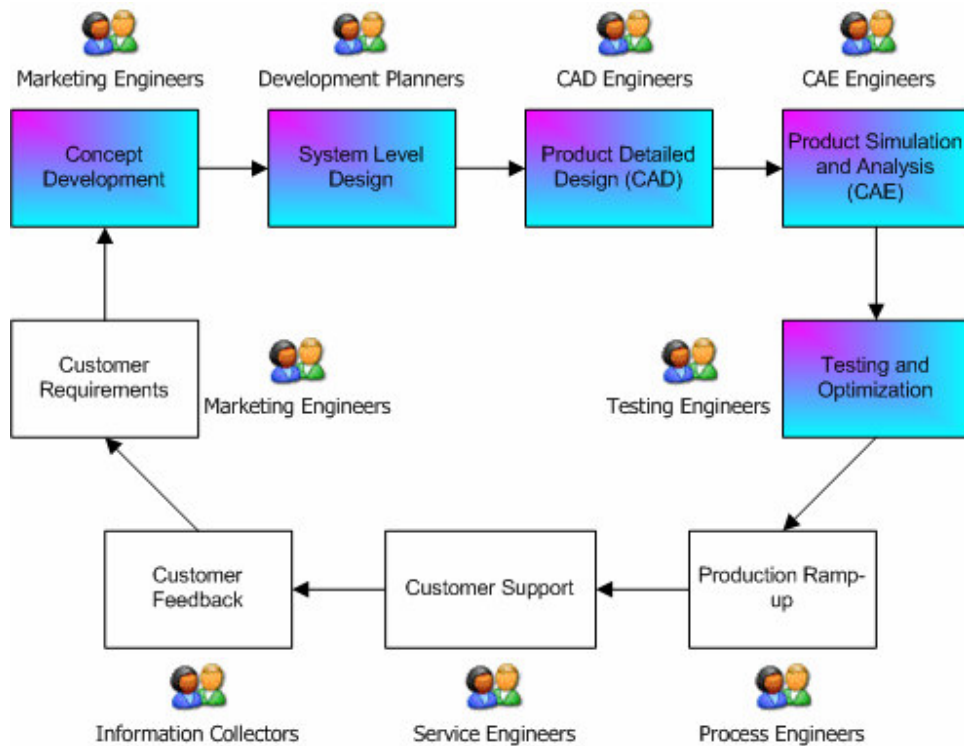 Marketing Engineers
Development Planners
CAD Engineers
CAE Engineers
Concept
Development
System Level
Design
Product Detailed
Design (CAD)
Product Simulation
and Analysis
(CAE)
Customer
Requirements
Marketing Engineers
Testing Engineers
Testing and
Optimization
Customer
Feedback
Customer Support
Production Ramp-
up
Information Collectors
Service Engineers
Process Engineers